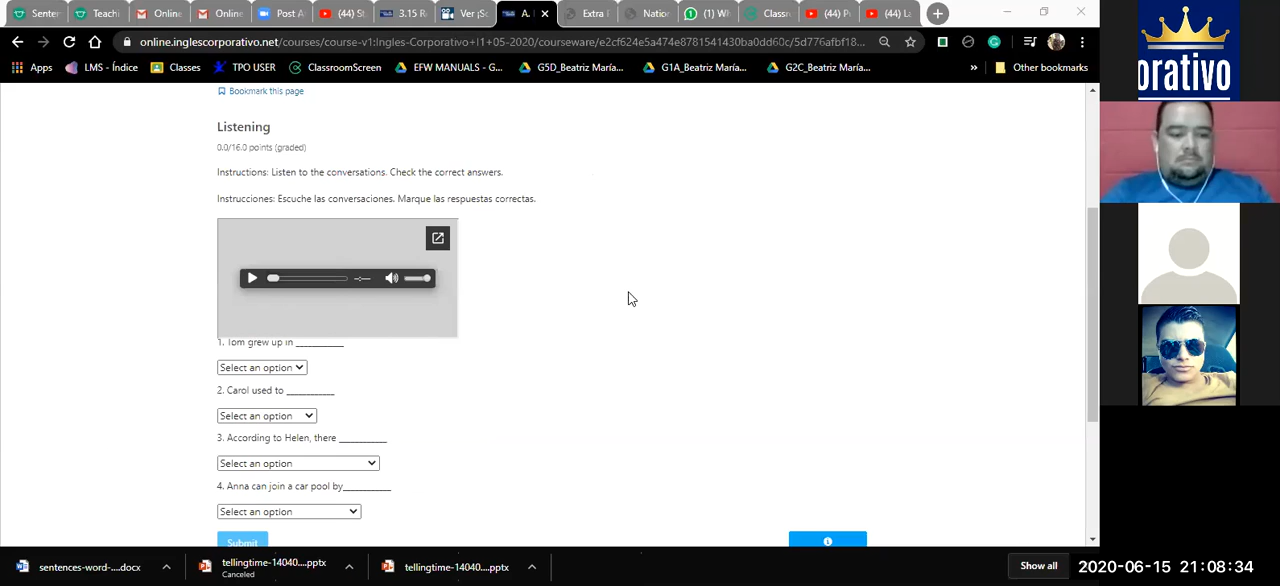 Senter
Teachi
Online
Online
Post A
(44) St
3.15 Re
Ver ¡Sc
A.
Extra I
Nation
(1) W
Classr
(44) P
(44) La
online.inglescorporativo.net/courses/course-v1:Ingles-Corporativo+I1+05-2020/courseware/e2cf624e5a474e8781541430ba0dd60c/5d776afbf18...
Apps
LMS - Índice
Classes
TPO USER
ClassroomScreen
EFW MANUALS - G...
G5D_Beatriz María...
G1A_Beatriz María...
G2C_Beatriz María...
»
Other bookmarks
orativo
Bookmark this page
Listening
0.0/16.0 points (graded)
Instructions: Listen to the conversations. Check the correct answers.
Instrucciones: Escuche las conversaciones. Marque las respuestas correctas.
1. Tom grew up in __________
Select an option
2. Carol used to __________
Select an option
3. According to Helen, there __________
Select an option
4. Anna can join a car pool by__________
Select an option
Submit
sentences-word-....docx
tellingtime-14040....pptx
Canceled
tellingtime-14040....pptx
Show all
2020-06-15 21:08:34